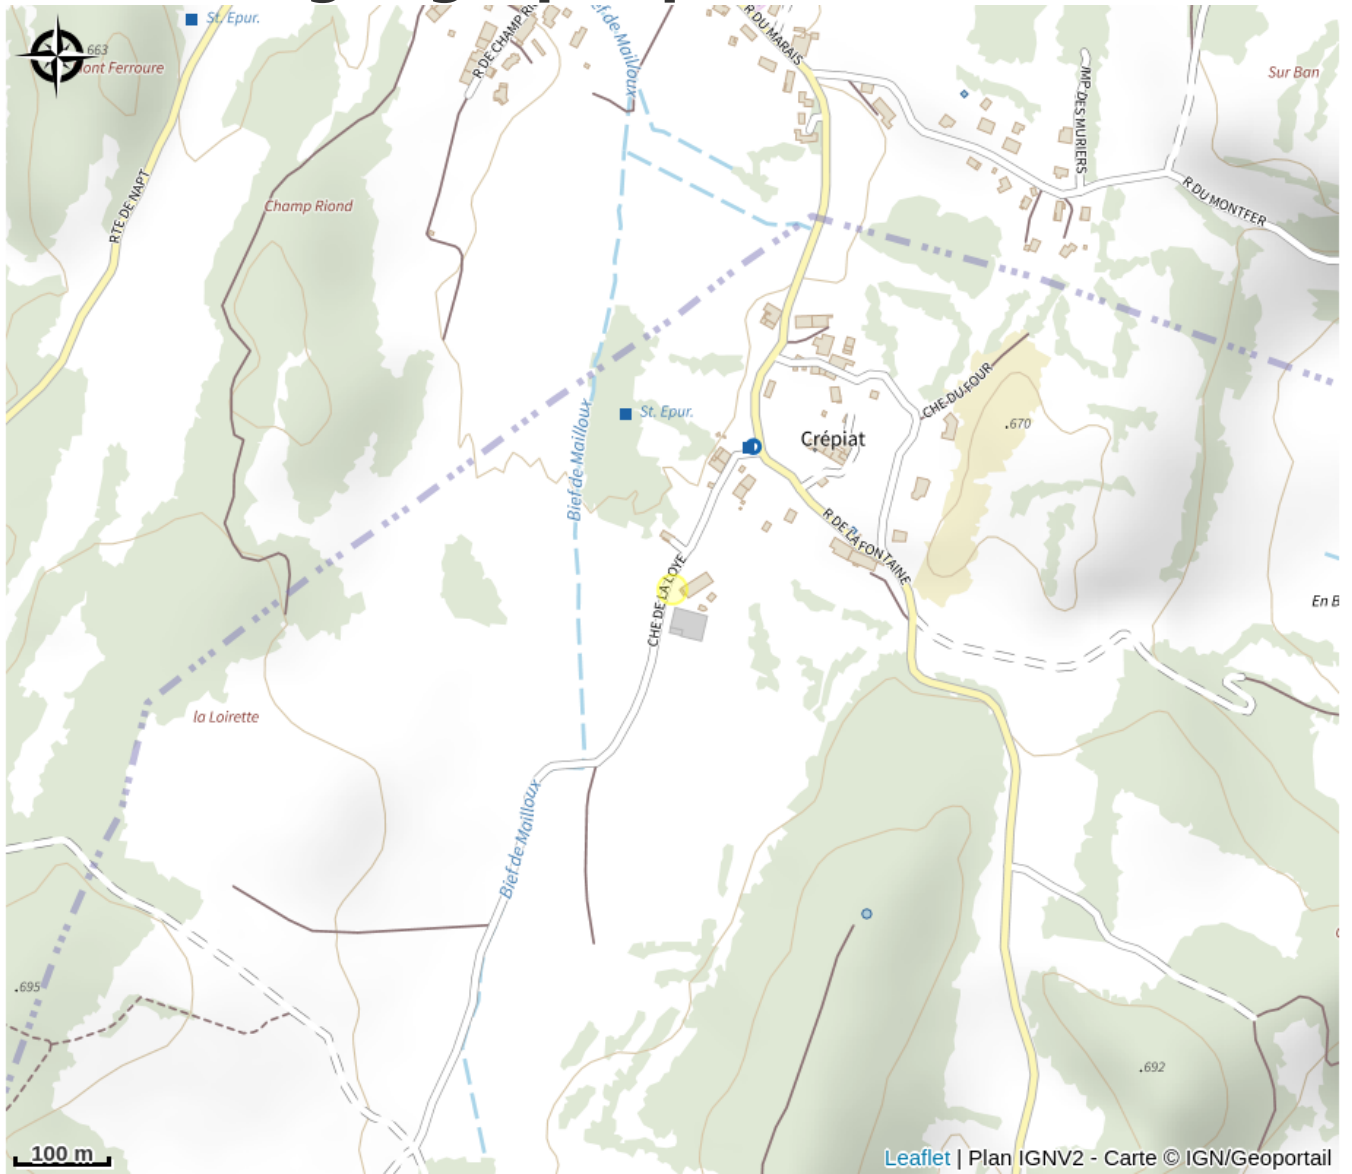 St. Epur.
663
ont Ferroure
R DE CHAMP RI
ef de Mailloux
R DU MARAIS
Sur Ban
IMP DES MURIERS
RTE DE NAPT
Champ Riond
R DU MONTFER
CHE DU FOUR
.670
St. Epur.
Crépiat
Bief de Mailloux
R DE LA FONTAINE
CHE DE LA LOYE
En B
la Loirette
Bief de Mailloux
.695
.692
100 m
Leaflet | Plan IGNV2 - Carte © IGN/Geoportail